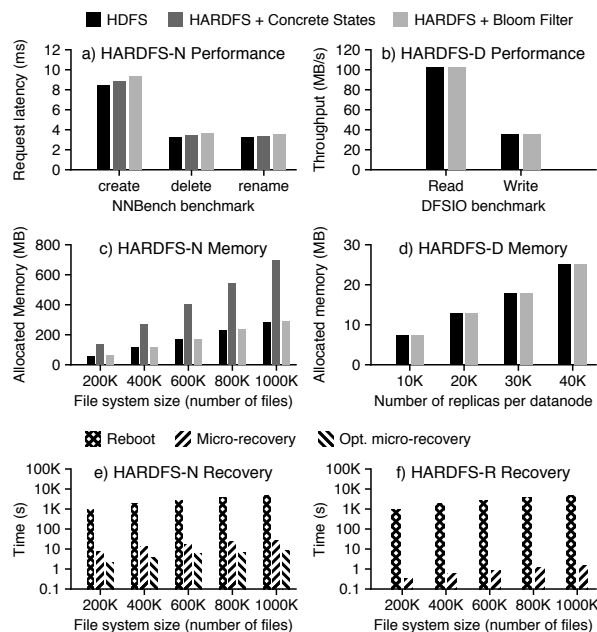 HDFS HARDFS + Concrete States HARDFS + Bloom Filter
a) HARDFS-N Performance
Request latency (ms)
12
10
8
6
4
2
0
create delete rename
NNBench benchmark
b) HARDFS-D Performance
Throughput (MB/s)
120
100
80
60
40
20
0
Read Write
DFSIO benchmark
c) HARDFS-N Memory
Allocated Memory (MB)
800
600
400
200
0
200K 400K 600K 800K 1000K
File system size (number of files)
d) HARDFS-D Memory
Allocated memory (MB)
30
20
10
0
10K 20K 30K 40K
Number of replicas per datanode
Reboot Micro-recovery Opt. micro-recovery
e) HARDFS-N Recovery
Time (s)
100K
10K
1K
100
10
1
0.1
200K 400K 600K 800K 1000K
File system size (number of files)
f) HARDFS-R Recovery
Time (s)
100K
10K
1K
100
10
1
0.1
200K 400K 600K 800K 1000K
File system size (number of files)